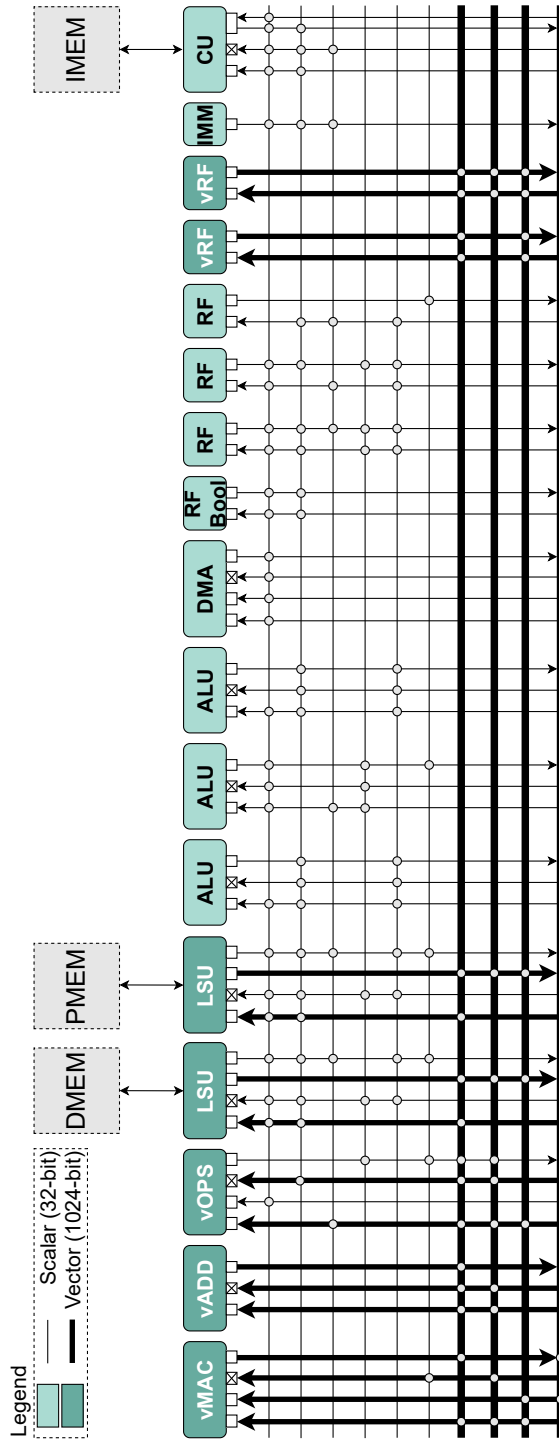 Legend
Scalar (32-bit)
Vector (1024-bit)
DMEM
PMEM
IMEM
vMAC
vADD
vOPS
LSU
LSU
ALU
ALU
ALU
DMA
RF
Bool
RF
RF
RF
vRF
vRF
IMM
CU